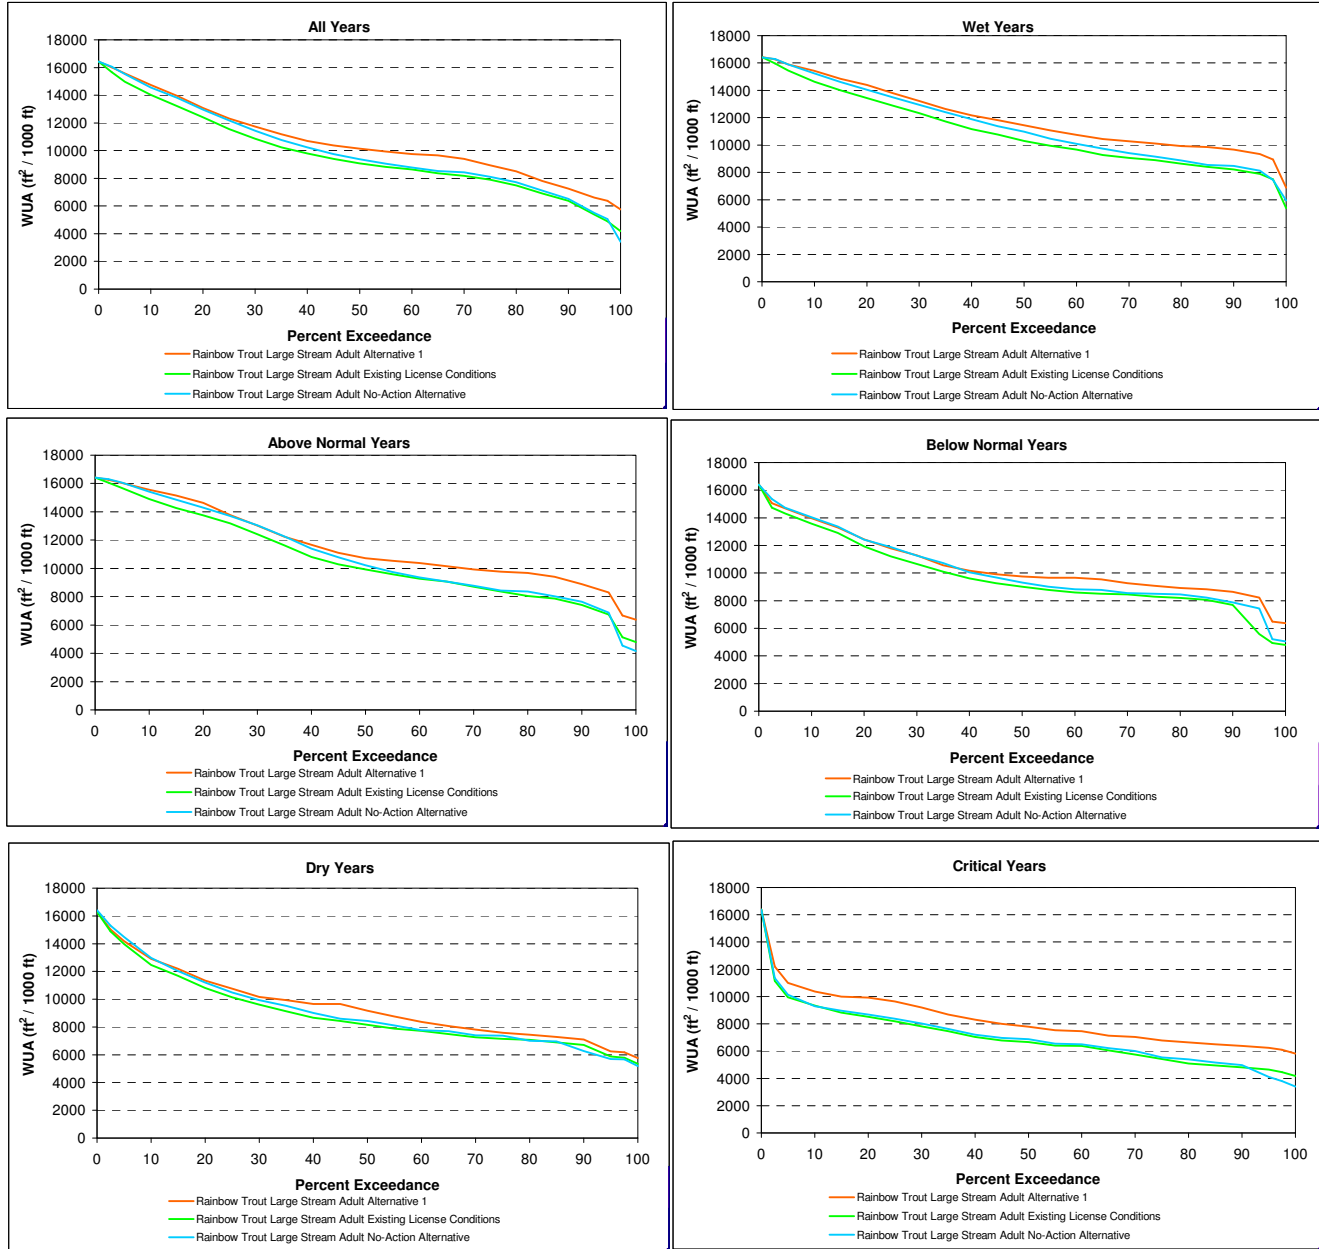 All Years
18000
16000
14000
12000
10000
8000
6000
4000
2000
0
WUA (ft² / 1000 ft)
0 10 20 30 40 50 60 70 80 90 100
Percent Exceedance
Rainbow Trout Large Stream Adult Alternative 1
Rainbow Trout Large Stream Adult Existing License Conditions
Rainbow Trout Large Stream Adult No-Action Alternative
Wet Years
18000
16000
14000
12000
10000
8000
6000
4000
2000
0
WUA (ft² / 1000 ft)
0 10 20 30 40 50 60 70 80 90 100
Percent Exceedance
Rainbow Trout Large Stream Adult Alternative 1
Rainbow Trout Large Stream Adult Existing License Conditions
Rainbow Trout Large Stream Adult No-Action Alternative
Above Normal Years
18000
16000
14000
12000
10000
8000
6000
4000
2000
0
WUA (ft² / 1000 ft)
0 10 20 30 40 50 60 70 80 90 100
Percent Exceedance
Rainbow Trout Large Stream Adult Alternative 1
Rainbow Trout Large Stream Adult Existing License Conditions
Rainbow Trout Large Stream Adult No-Action Alternative
Below Normal Years
18000
16000
14000
12000
10000
8000
6000
4000
2000
0
WUA (ft² / 1000 ft)
0 10 20 30 40 50 60 70 80 90 100
Percent Exceedance
Rainbow Trout Large Stream Adult Alternative 1
Rainbow Trout Large Stream Adult Existing License Conditions
Rainbow Trout Large Stream Adult No-Action Alternative
Dry Years
18000
16000
14000
12000
10000
8000
6000
4000
2000
0
WUA (ft² / 1000 ft)
0 10 20 30 40 50 60 70 80 90 100
Percent Exceedance
Rainbow Trout Large Stream Adult Alternative 1
Rainbow Trout Large Stream Adult Existing License Conditions
Rainbow Trout Large Stream Adult No-Action Alternative
Critical Years
18000
16000
14000
12000
10000
8000
6000
4000
2000
0
WUA (ft² / 1000 ft)
0 10 20 30 40 50 60 70 80 90 100
Percent Exceedance
Rainbow Trout Large Stream Adult Alternative 1
Rainbow Trout Large Stream Adult Existing License Conditions
Rainbow Trout Large Stream Adult No-Action Alternative